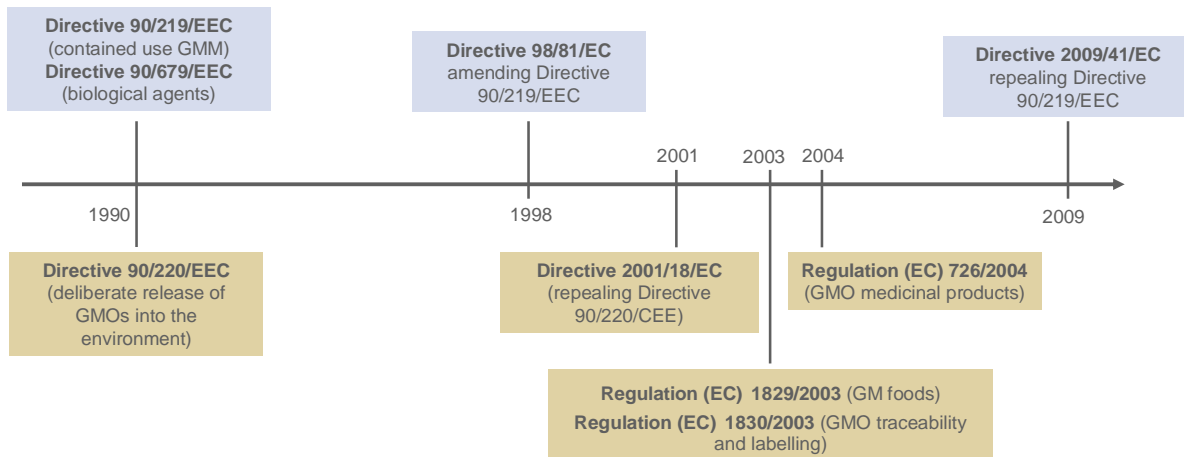 Directive 90/219/EEC
(contained use GMM)
Directive 90/679/EEC
(biological agents)
Directive 98/81/EC
amending Directive
90/219/EEC
Directive 2009/41/EC
repealing Directive
90/219/EEC
2001
2003
2004
1990
1998
2009
Directive 90/220/EEC
(deliberate release of
GMOs into the
environment)
Directive 2001/18/EC
(repealing Directive
90/220/CEE)
Regulation (EC) 726/2004
(GMO medicinal products)
Regulation (EC) 1829/2003 (GM foods)
Regulation (EC) 1830/2003 (GMO traceability
and labelling)